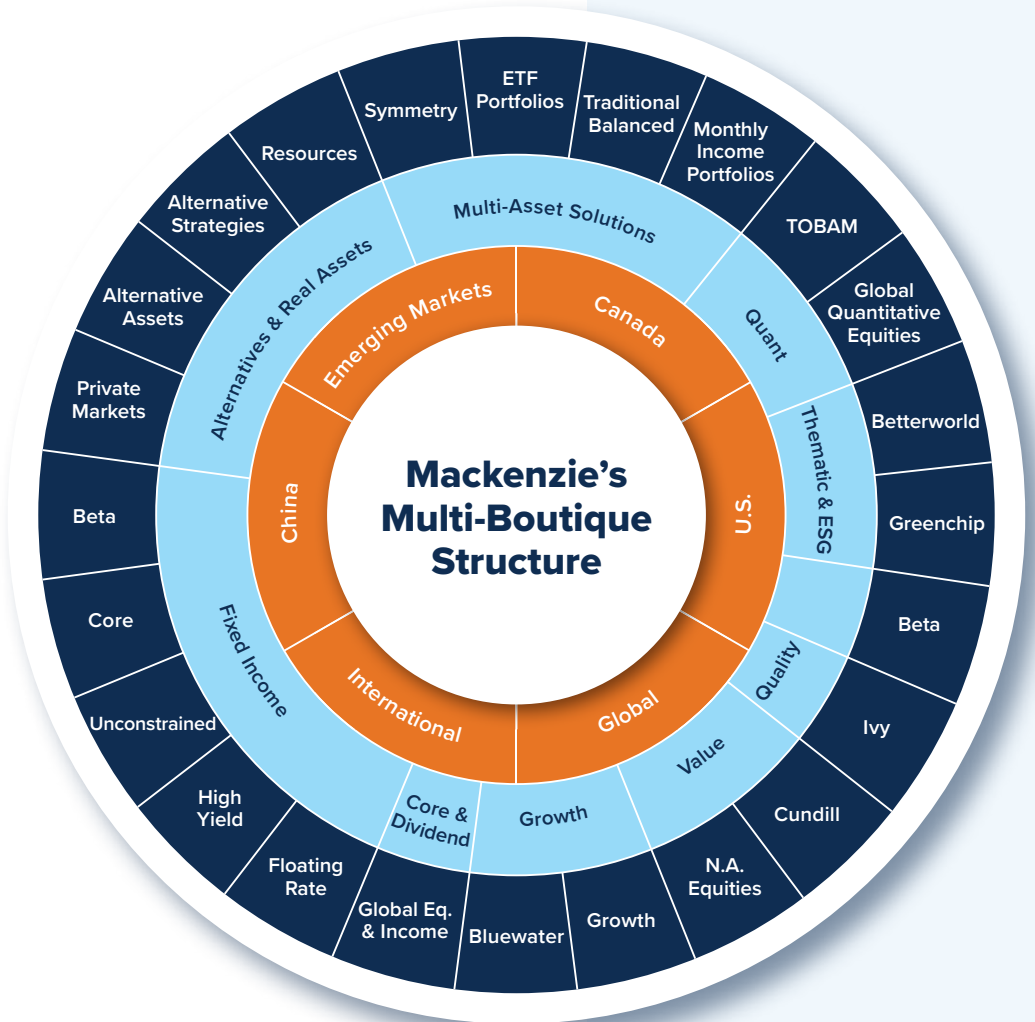 Mackenzie's
Multi-Boutique
Structure
Canada
U.S.
Global
International
China
Emerging Markets
Multi-Asset Solutions
Quant
Thematic & ESG
Quality
Value
Growth
Core &
Dividend
Fixed Income
Alternatives & Real Assets
ETF
Portfolios
Traditional
Balanced
Monthly
Income
Portfolios
TOBAM
Global
Quantitative
Equities
Betterworld
Greenchip
Beta
Ivy
Cundill
N.A.
Equities
Growth
Bluewater
Global Eq.
& Income
Floating
Rate
High
Yield
Unconstrained
Core
Beta
Private
Markets
Alternative
Assets
Alternative
Strategies
Resources
Symmetry